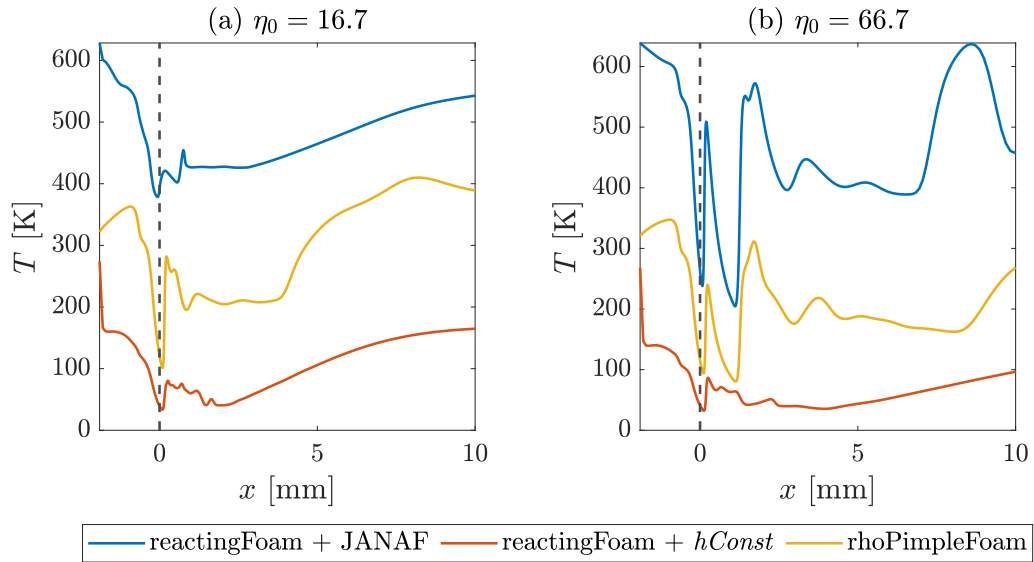 (a) η₀ = 16.7
(b) η₀ = 66.7
600
500
400
300
200
100
0
T [K]
0
5
10
x [mm]
600
500
400
300
200
100
0
T [K]
0
5
10
x [mm]
reactingFoam + JANAF reactingFoam + hConst rhoPimpleFoam